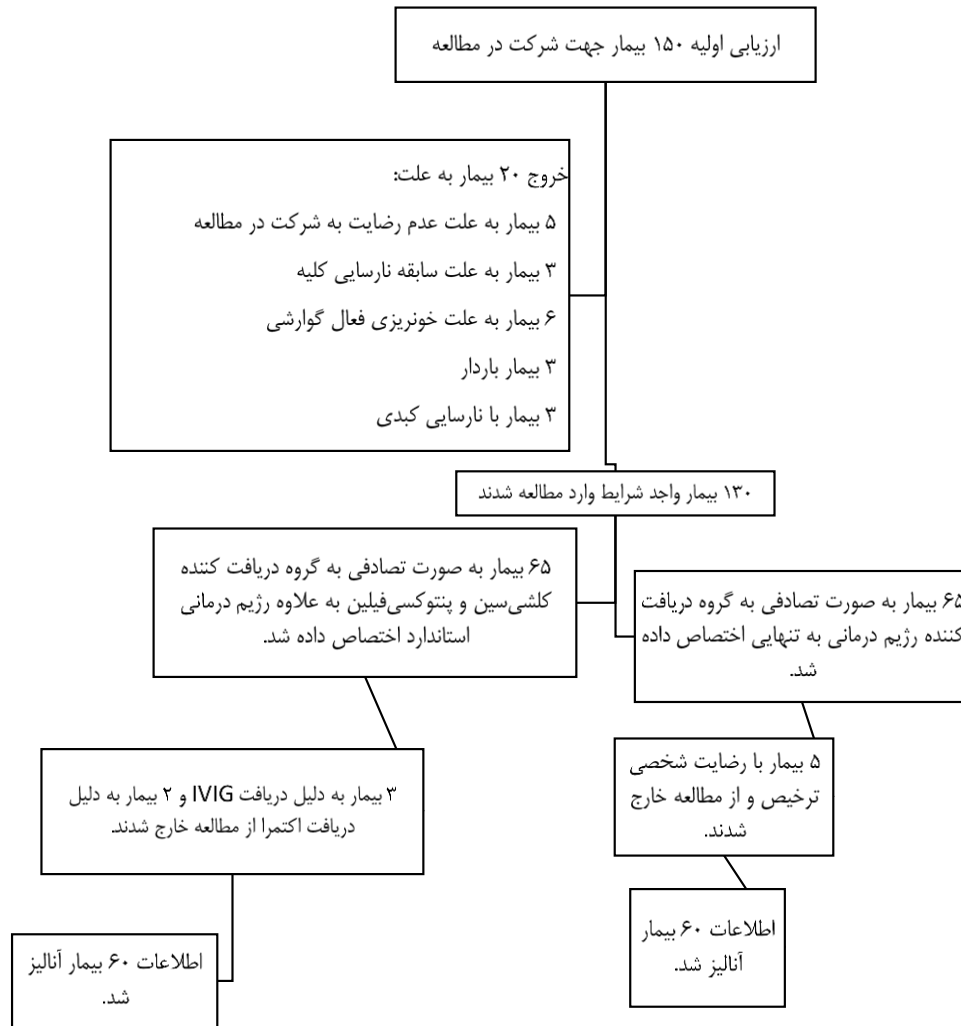 ارزیابی اولیه ۱۵۰ بیمار جهت شرکت در مطالعه
خروج ۲۰ بیمار به علت:
۵ بیمار به علت عدم رضایت به شرکت در مطالعه
۳ بیمار به علت سابقه نارسایی کلیه
۶ بیمار به علت خونریزی فعال گوارشی
۳ بیمار باردار
۳ بیمار با نارسایی کبدی
۱۳۰ بیمار واجد شرایط وارد مطالعه شدند
۶۵ بیمار به صورت تصادفی به گروه دریافت
کننده رژیم درمانی به تنهایی اختصاص داده
شد.
۶۵ بیمار به صورت تصادفی به گروه دریافت کننده
کلشی‌سین و پنتوکسی‌فیلین به علاوه رژیم درمانی
استاندارد اختصاص داده شد.
۵ بیمار با رضایت شخصی
ترخیص و از مطالعه خارج
شدند.
۳ بیمار به دلیل دریافت IVIG و ۲ بیمار به دلیل
دریافت اکتمرا از مطالعه خارج شدند.
اطلاعات ۶۰ بیمار
آنالیز شد.
اطلاعات ۶۰ بیمار آنالیز
شد.